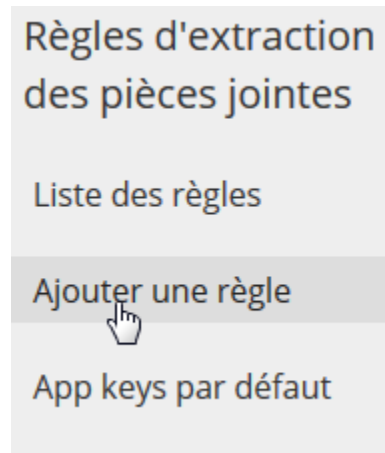 Règles d'extraction
des pièces jointes
Liste des règles
Ajouter une règle
App keys par défaut